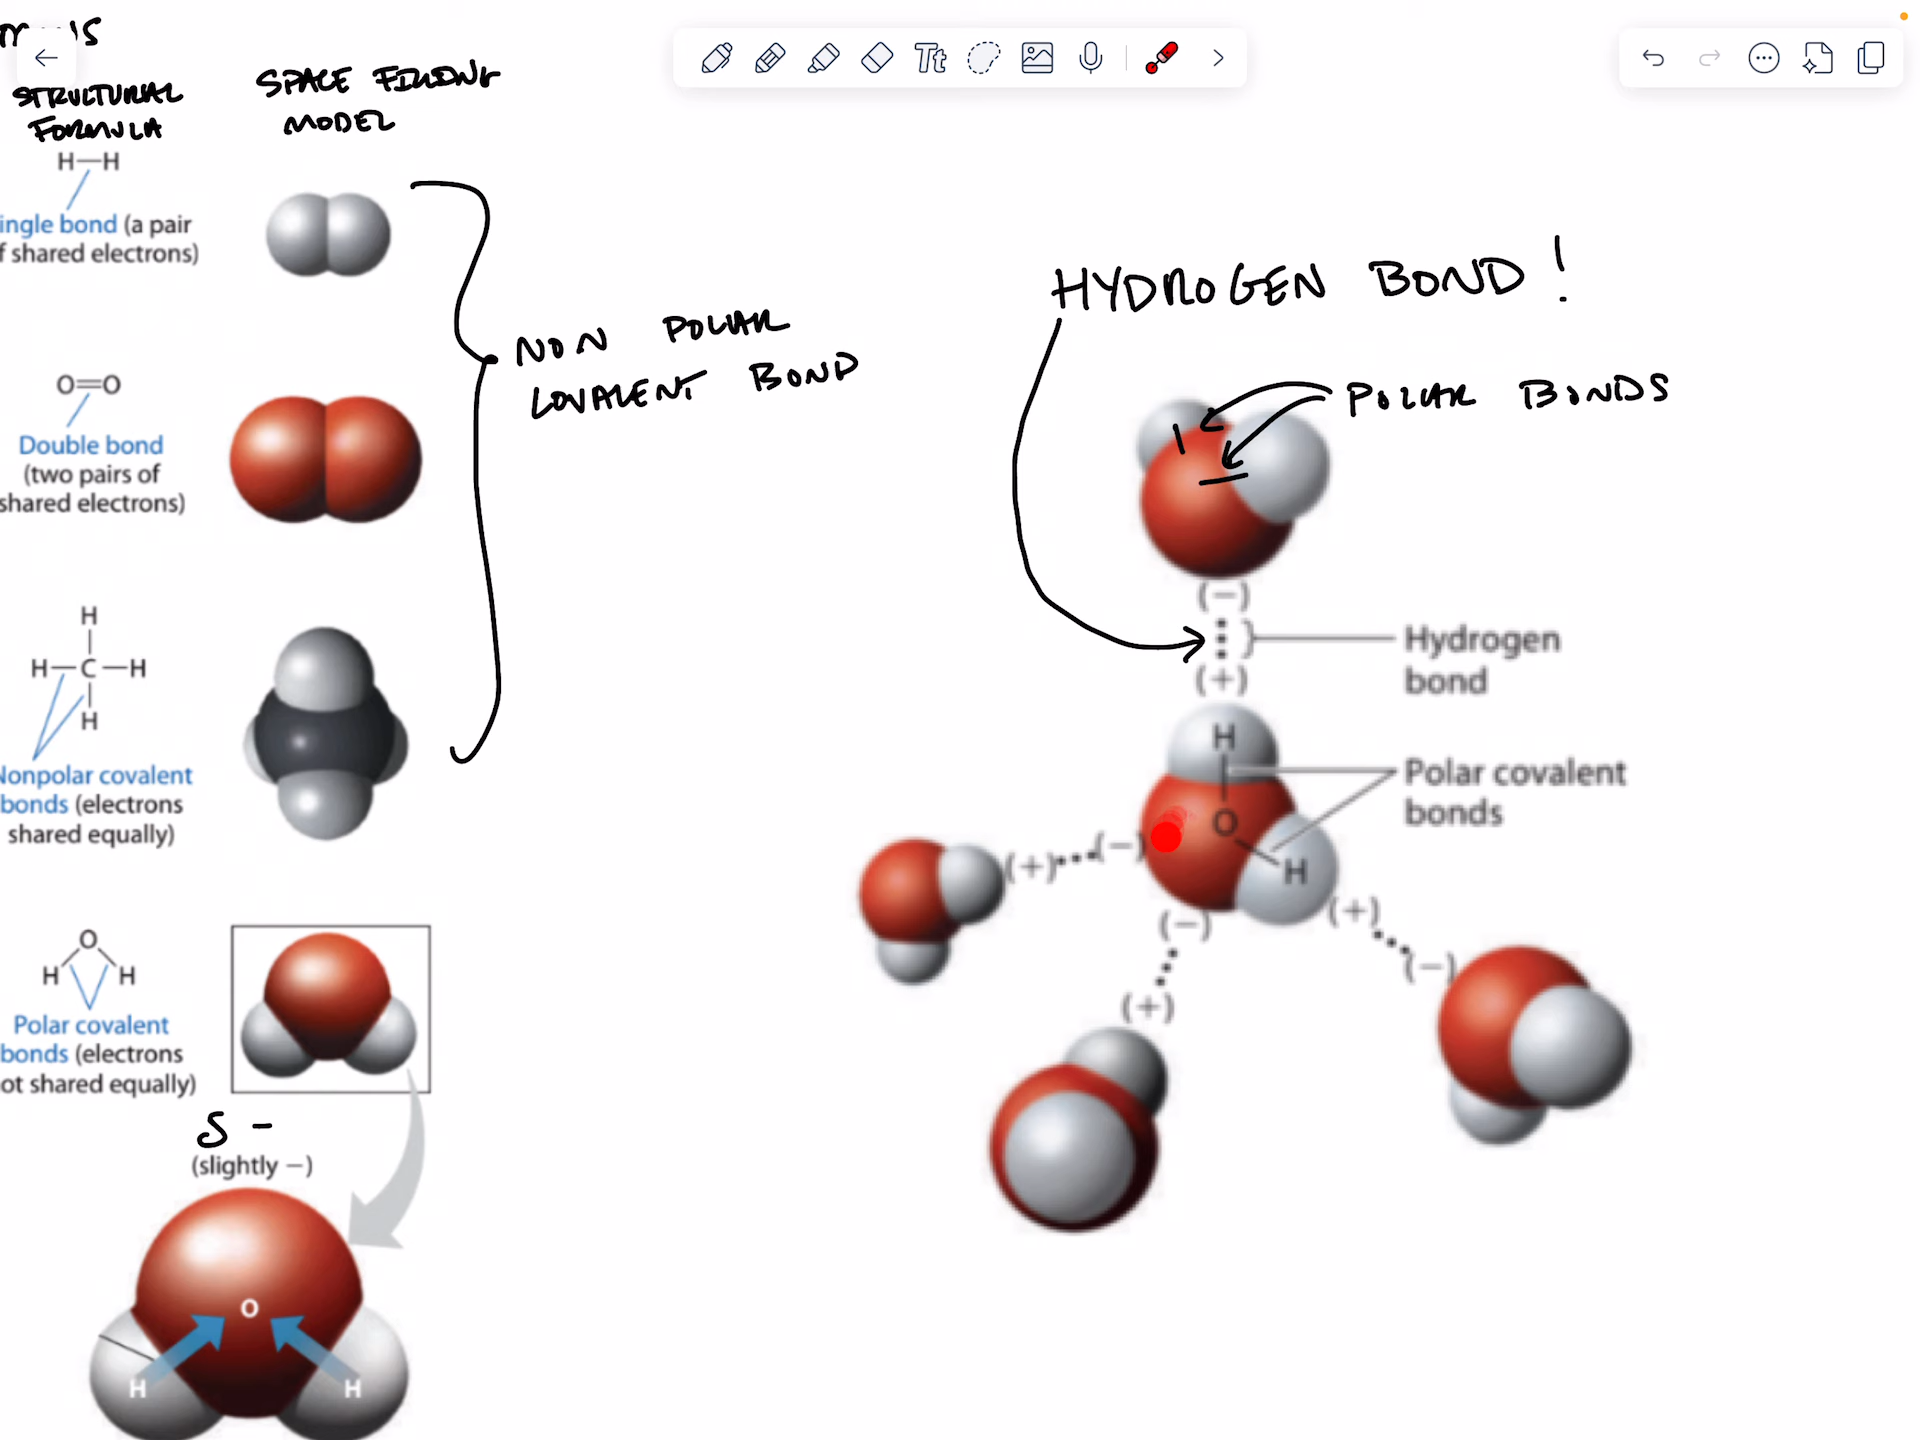 STRUCTURAL
FORMULA
SPACE FILLING
MODEL
H—H
ingle bond (a pair
f shared electrons)
O=O
Double bond
(two pairs of
shared electrons)
H
H—C—H
H
Nonpolar covalent
bonds (electrons
shared equally)
O
H H
Polar covalent
bonds (electrons
ot shared equally)
δ -
(slightly –)
O
H H
NON POLAR
COVALENT BOND
Tt
HYDROGEN BOND!
POLAR BONDS
(–)
Hydrogen
bond
(+)
H
Polar covalent
bonds
O
H
(+) (–)
(–)
(+)
(+)
(–)